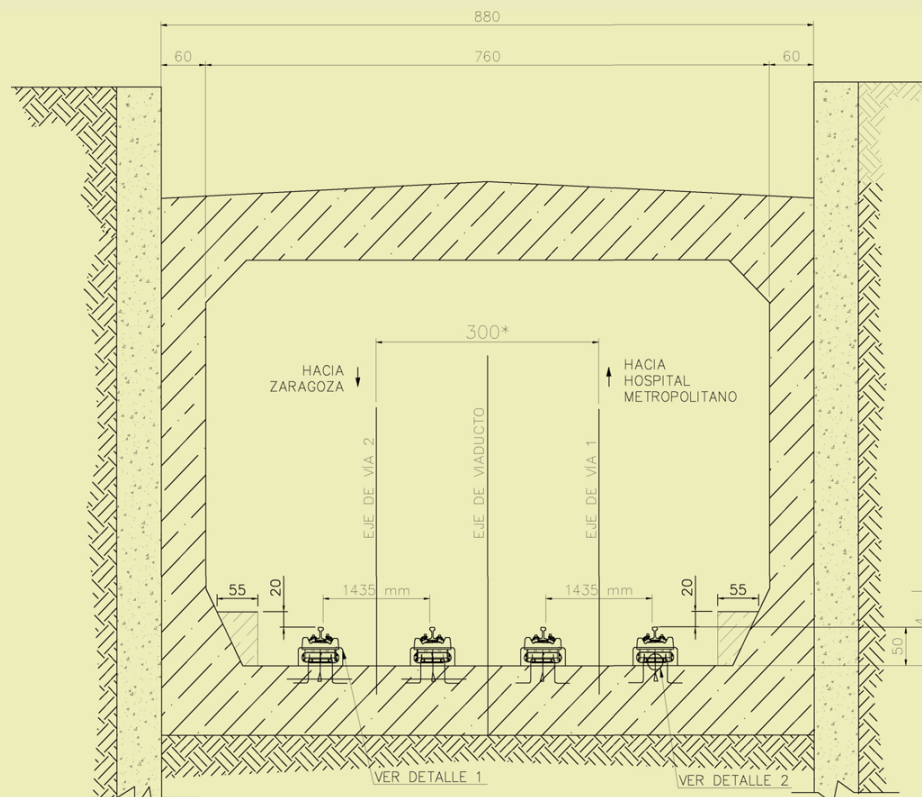 880
60
760
60
300*
HACIA
ZARAGOZA
HACIA
HOSPITAL
METROPOLITANO
EJE DE VÍA 2
EJE DE VIADUCTO
EJE DE VÍA 1
55
20
1435 mm
1435 mm
20
55
50
VER DETALLE 1
VER DETALLE 2